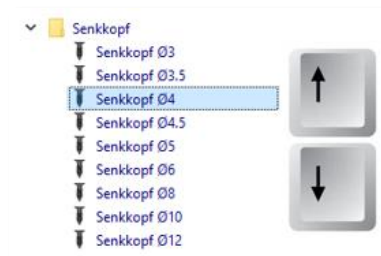 Senkkopf
Senkkopf Ø3
Senkkopf Ø3.5
Senkkopf Ø4
Senkkopf Ø4.5
Senkkopf Ø5
Senkkopf Ø6
Senkkopf Ø8
Senkkopf Ø10
Senkkopf Ø12